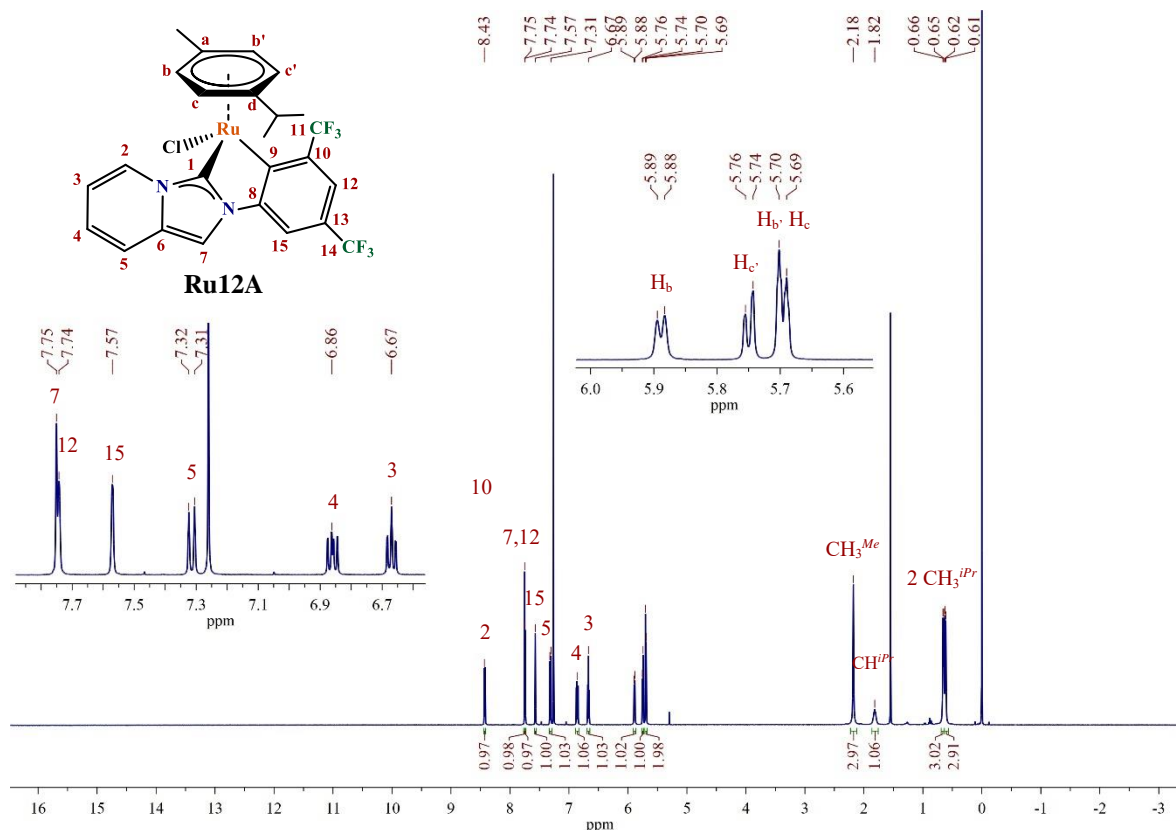 8.43 7.75 7.74 7.57 7.31 6.67 5.89 5.88 5.76 5.74 5.70 5.69 2.18 1.82 0.66 0.65 0.62 0.61
a b' b c' c d
Ru
Cl
11 CF3
10
9
1
2
3
N
N
8
12
13
4
5
6
7
15
14 CF3
Ru12A
5.89 5.88 5.76 5.74 5.70 5.69
Hb Hc' Hb' Hc
6.0 5.9 5.8 5.7 5.6
ppm
7.75 7.74 7.57 7.32 7.31 6.86 6.67
7 12 15 5 4 3
7.7 7.5 7.3 7.1 6.9 6.7
ppm
10
2 7,12 15 5 4 3 CH3Me CHiPr 2 CH3iPr
0.97 0.98 0.97 1.00 1.03 1.06 1.03 1.02 1.00 1.98 2.97 1.06 3.02 2.91
16 15 14 13 12 11 10 9 8 7 6 5 4 3 2 1 0 -1 -2 -3
ppm